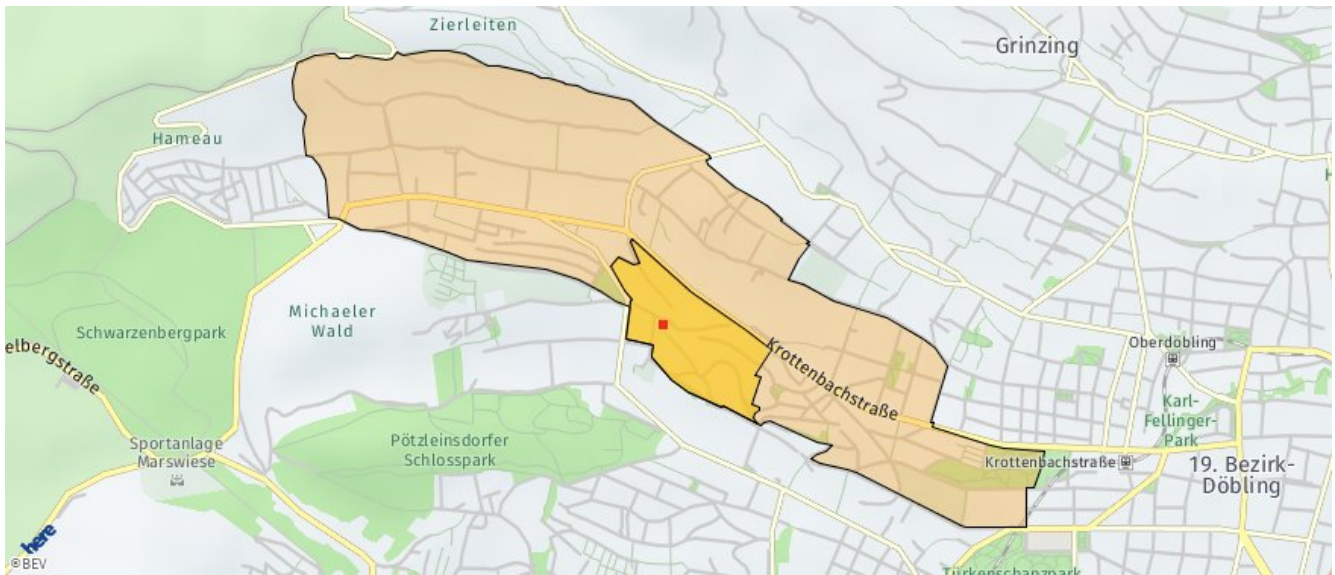 Zierleiten
Grinzing
Hameau
Michaeler
Wald
Schwarzenbergpark
elbergstraße
Krottenbachstraße
Oberdöbling
Karl-
Fellinger-
Park
Sportanlage
Marswiese
Pötzleinsdorfer
Schlosspark
Krottenbachstraße
19. Bezirk-
Döbling
here
©BEV
Türkenschanzpark
H